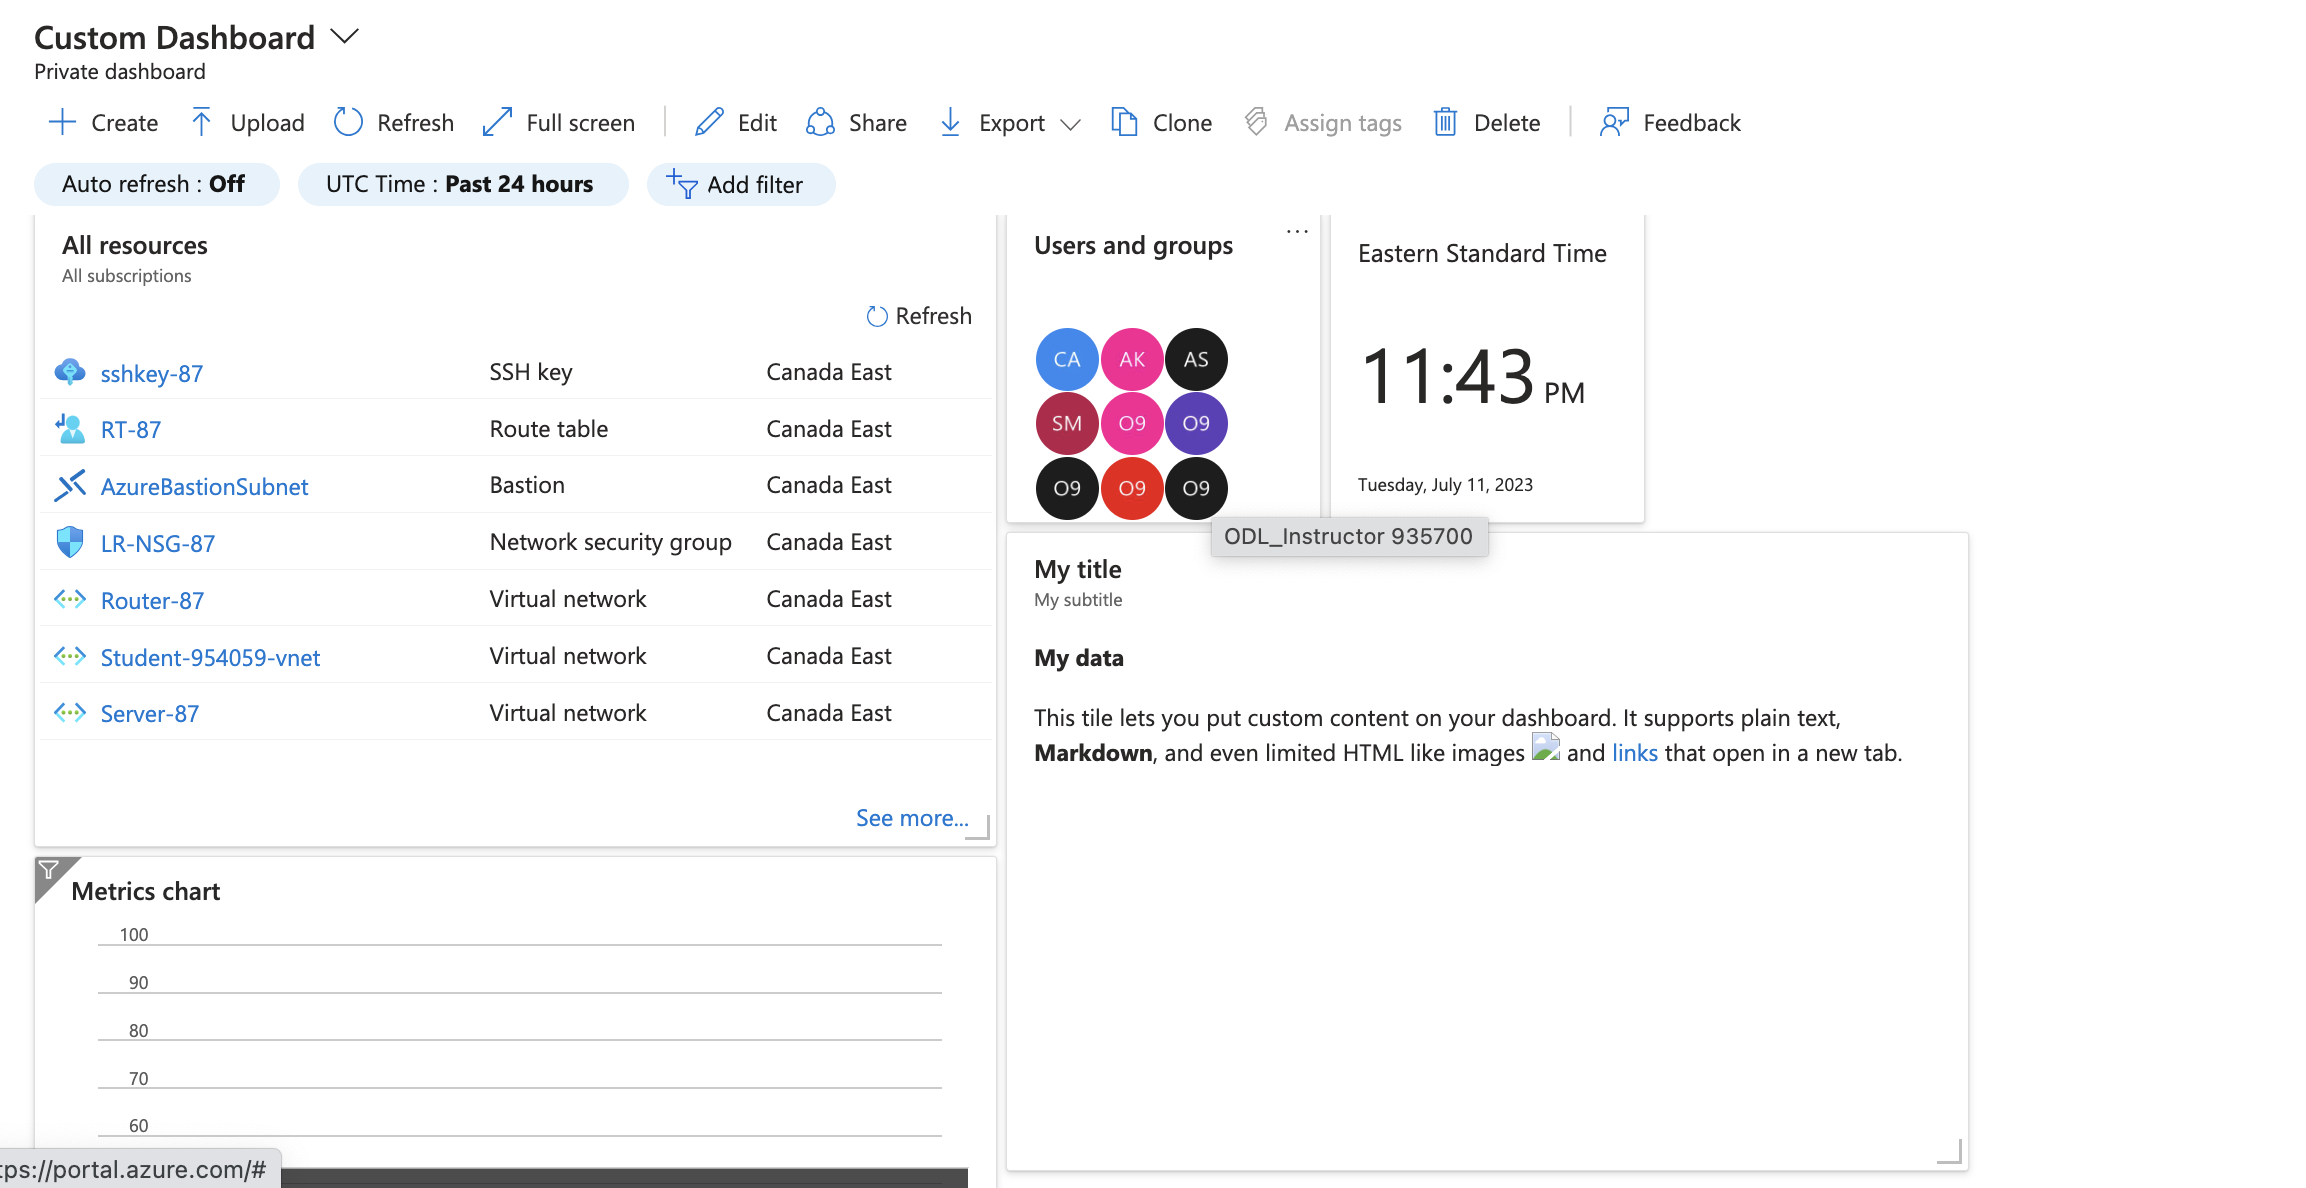 Custom Dashboard
Private dashboard
Create Upload Refresh Full screen Edit Share Export Clone Assign tags Delete Feedback
Auto refresh : Off UTC Time : Past 24 hours Add filter
All resources
All subscriptions
Refresh
sshkey-87 SSH key Canada East
RT-87 Route table Canada East
AzureBastionSubnet Bastion Canada East
LR-NSG-87 Network security group Canada East
Router-87 Virtual network Canada East
Student-954059-vnet Virtual network Canada East
Server-87 Virtual network Canada East
See more...
Users and groups ...
CA AK AS
SM O9 O9
O9 O9 O9
ODL_Instructor 935700
Eastern Standard Time
11:43 PM
Tuesday, July 11, 2023
My title
My subtitle
My data
This tile lets you put custom content on your dashboard. It supports plain text,
Markdown, and even limited HTML like images and links that open in a new tab.
Metrics chart
100
90
80
70
60
tps://portal.azure.com/#